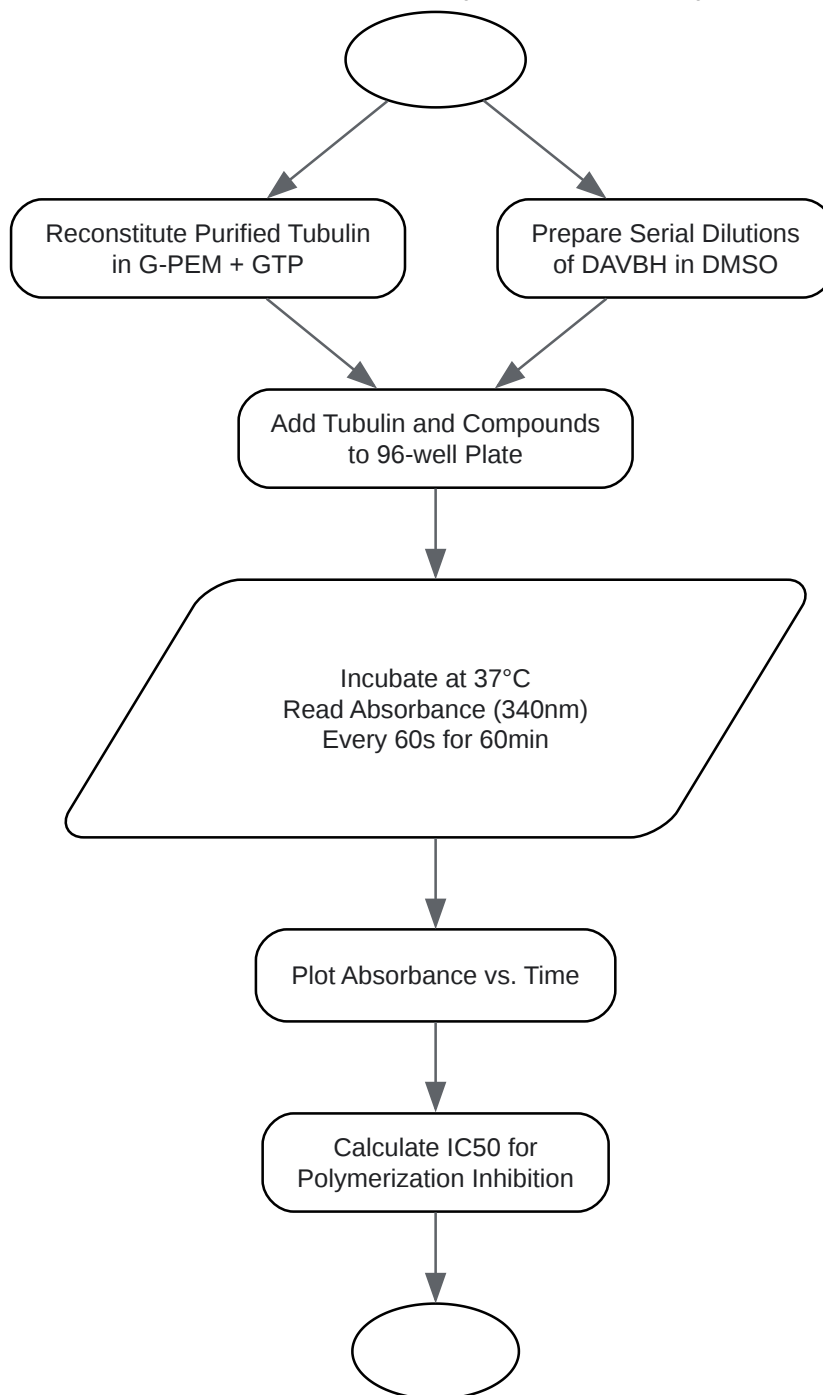 Reconstitute Purified Tubulin
in G-PEM + GTP
Prepare Serial Dilutions
of DAVBH in DMSO
Add Tubulin and Compounds
to 96-well Plate
Incubate at 37°C
Read Absorbance (340nm)
Every 60s for 60min
Plot Absorbance vs. Time
Calculate IC50 for
Polymerization Inhibition